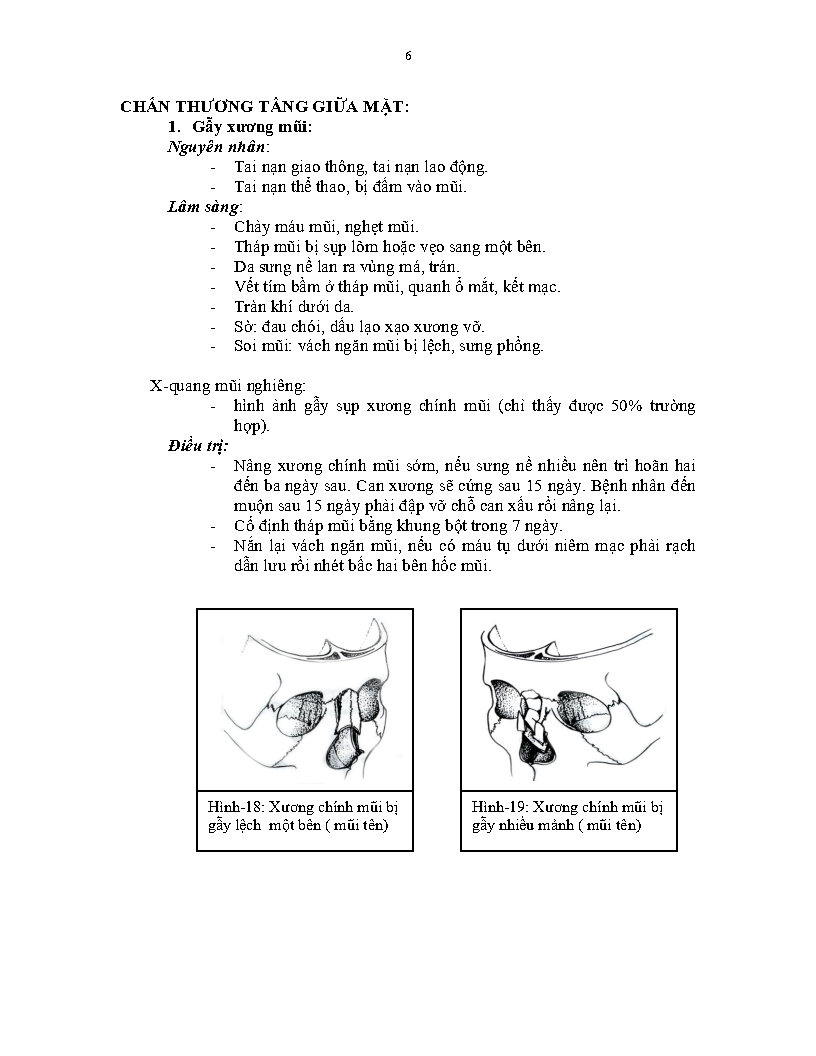 6
CHẤN THƯƠNG TẦNG GIỮA MẶT:
1. Gẫy xương mũi:
Nguyên nhân:
- Tai nạn giao thông, tai nạn lao động.
- Tai nạn thể thao, bị đấm vào mũi.
Lâm sàng:
- Chảy máu mũi, nghẹt mũi.
- Tháp mũi bị sụp lõm hoặc vẹo sang một bên.
- Da sưng nề lan ra vùng má, trán.
- Vết tím bầm ở tháp mũi, quanh ổ mắt, kết mạc.
- Tràn khí dưới da.
- Sờ: đau chói, dấu lạo xạo xương vỡ.
- Soi mũi: vách ngăn mũi bị lệch, sưng phồng.
X-quang mũi nghiêng:
- hình ảnh gẫy sụp xương chính mũi (chỉ thấy được 50% trường
hợp).
Điều trị:
- Nâng xương chính mũi sớm, nếu sưng nề nhiều nên trì hoãn hai
đến ba ngày sau. Can xương sẽ cứng sau 15 ngày. Bệnh nhân đến
muộn sau 15 ngày phải đập vỡ chỗ can xấu rồi nâng lại.
- Cố định tháp mũi bằng khung bột trong 7 ngày.
- Nắn lại vách ngăn mũi, nếu có máu tụ dưới niêm mạc phải rạch
dẫn lưu rồi nhét bấc hai bên hốc mũi.
Hình-18: Xương chính mũi bị
gẫy lệch một bên ( mũi tên)
Hình-19: Xương chính mũi bị
gẫy nhiều mảnh ( mũi tên)